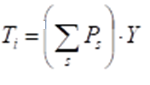 T_i = (∑_s P_s) · Y